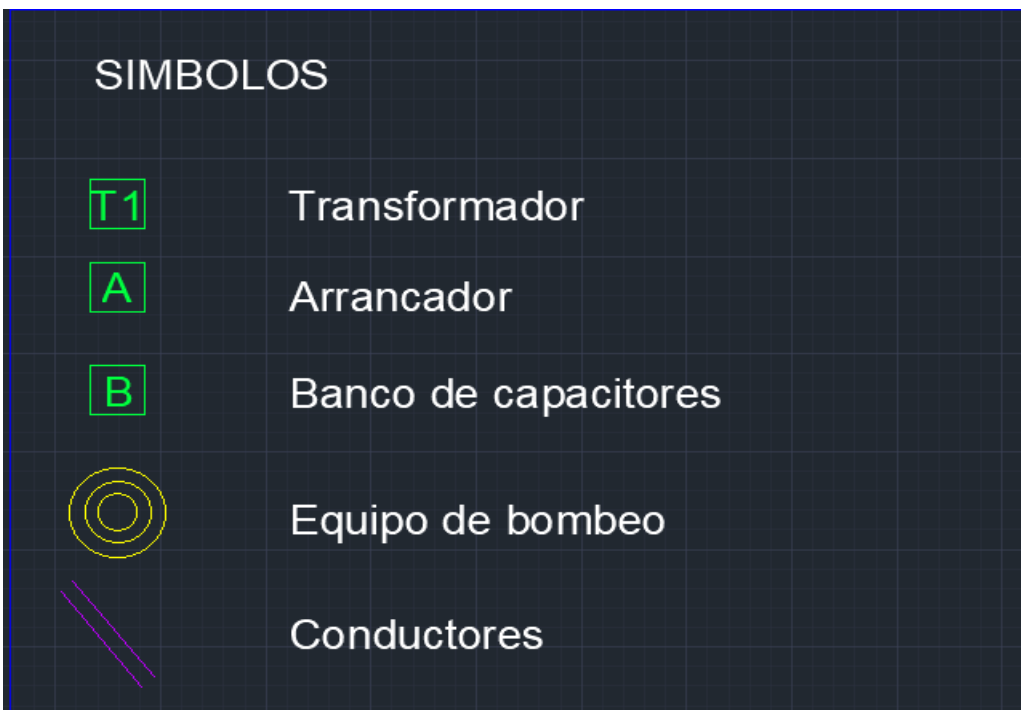 SIMBOLOS
T1 Transformador
A Arrancador
B Banco de capacitores
Equipo de bombeo
Conductores